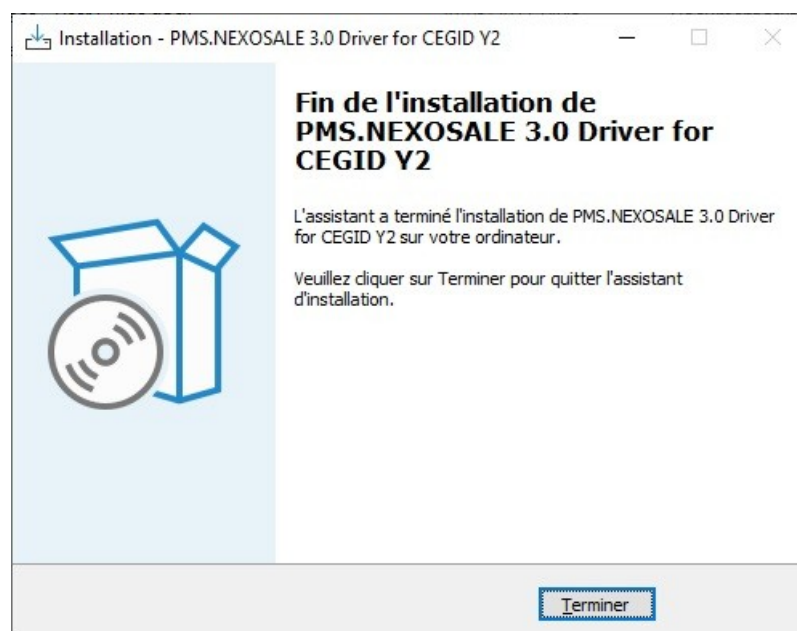 Installation - PMS.NEXOSALE 3.0 Driver for CEGID Y2
Fin de l'installation de
PMS.NEXOSALE 3.0 Driver for
CEGID Y2
L'assistant a terminé l'installation de PMS.NEXOSALE 3.0 Driver
for CEGID Y2 sur votre ordinateur.
Veuillez cliquer sur Terminer pour quitter l'assistant
d'installation.
Terminer